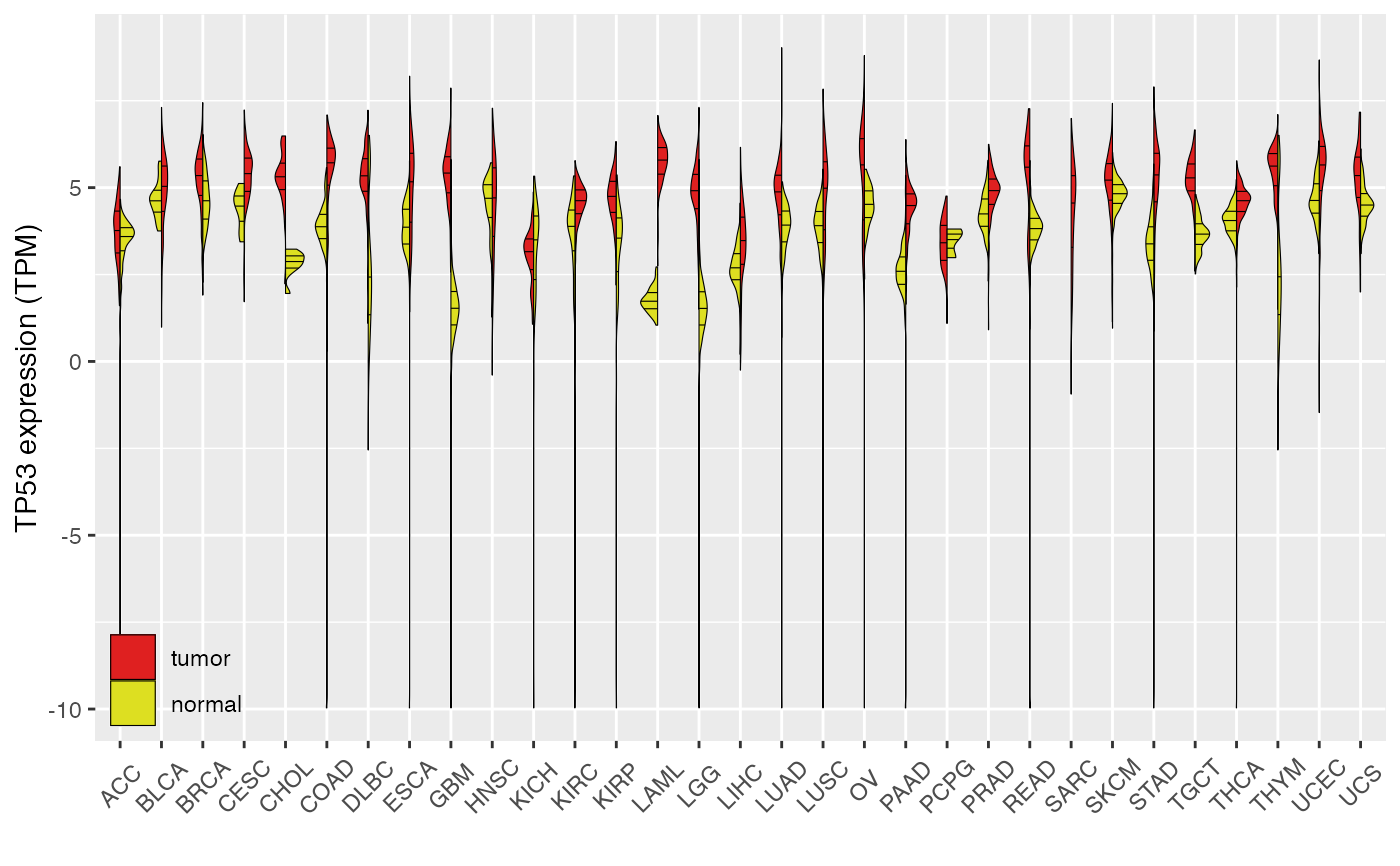 TP53 expression (TPM)
5
0
-5
-10
tumor
normal
ACC
BLCA
BRCA
CESC
CHOL
COAD
DLBC
ESCA
GBM
HNSC
KICH
KIRC
KIRP
LAML
LGG
LIHC
LUAD
LUSC
OV
PAAD
PCPG
PRAD
READ
SARC
SKCM
STAD
TGCT
THCA
THYM
UCEC
UCS